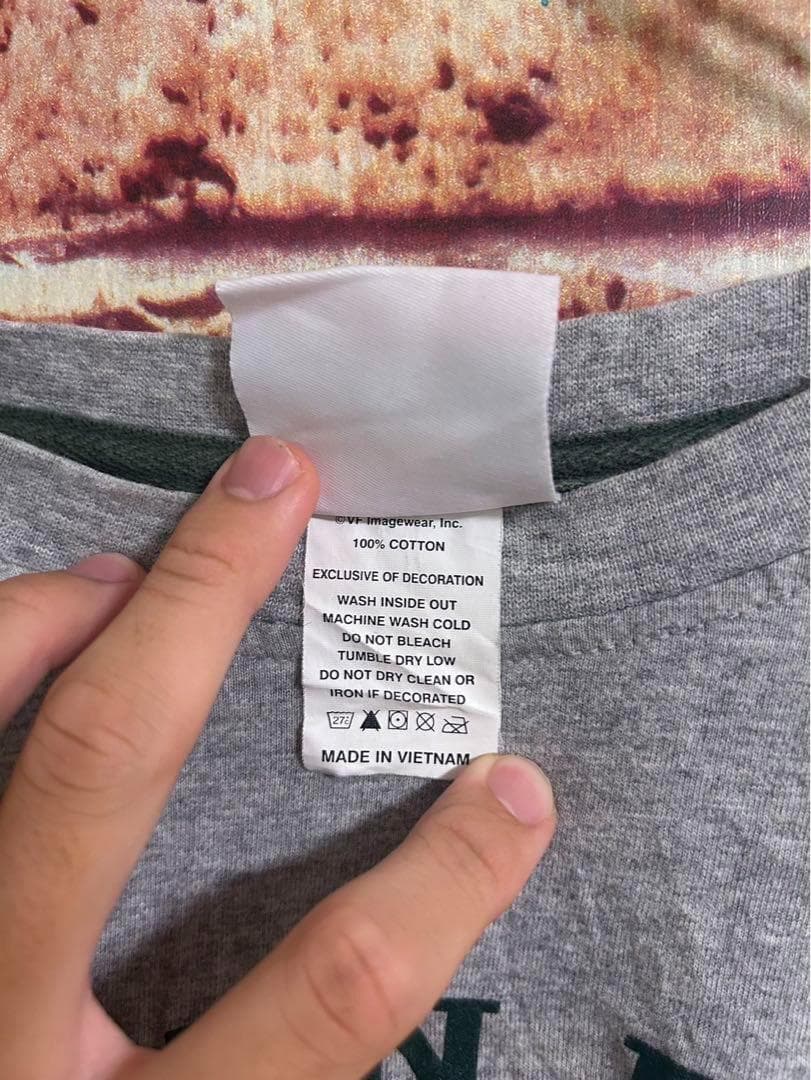 ©VF Imagewear, Inc.
100% COTTON
EXCLUSIVE OF DECORATION
WASH INSIDE OUT
MACHINE WASH COLD
DO NOT BLEACH
TUMBLE DRY LOW
DO NOT DRY CLEAN OR
IRON IF DECORATED
MADE IN VIETNAM